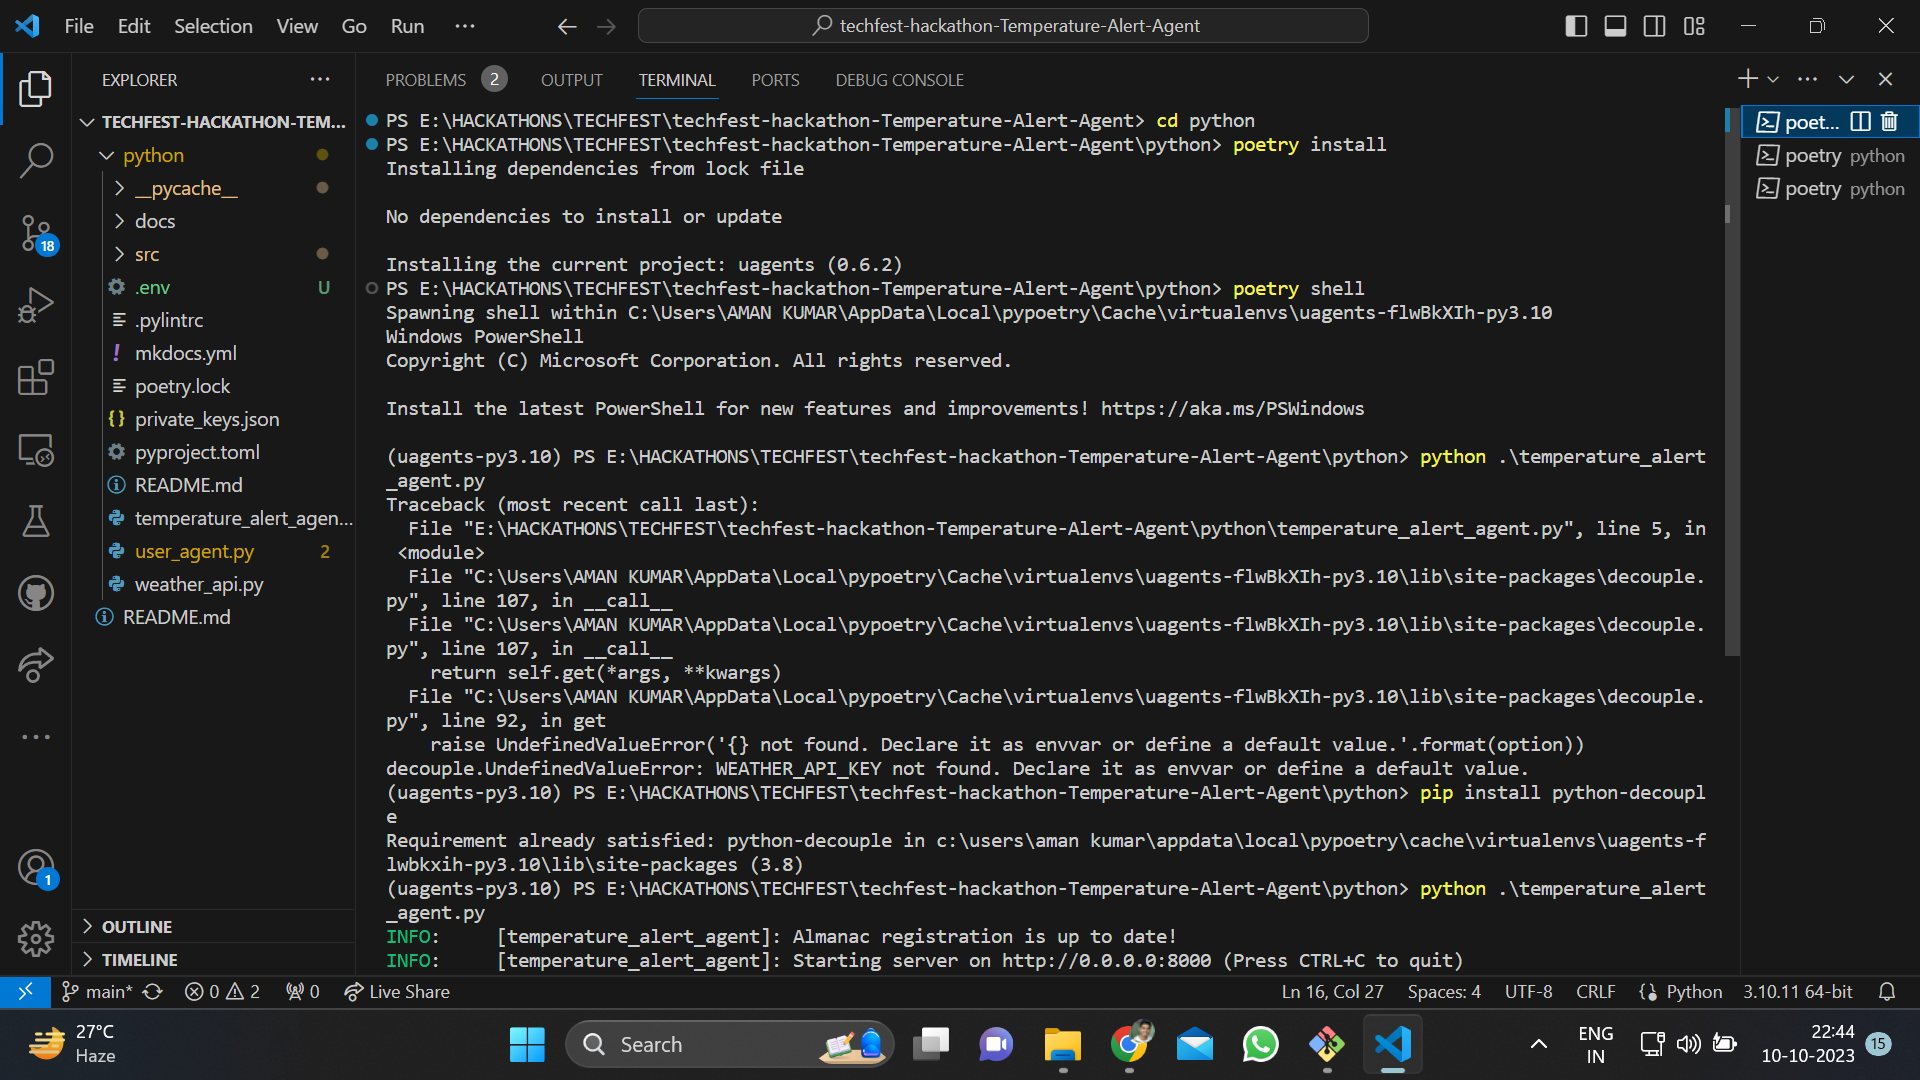 File Edit Selection View Go Run ···
techfest-hackathon-Temperature-Alert-Agent
EXPLORER ···
TECHFEST-HACKATHON-TEM...
python
__pycache__
docs
src
.env U
.pylintrc
! mkdocs.yml
poetry.lock
{} private_keys.json
pyproject.toml
README.md
temperature_alert_agen...
user_agent.py 2
weather_api.py
README.md
OUTLINE
TIMELINE
18
1
PROBLEMS 2 OUTPUT TERMINAL PORTS DEBUG CONSOLE
PS E:\HACKATHONS\TECHFEST\techfest-hackathon-Temperature-Alert-Agent> cd python
PS E:\HACKATHONS\TECHFEST\techfest-hackathon-Temperature-Alert-Agent\python> poetry install
Installing dependencies from lock file
No dependencies to install or update
Installing the current project: uagents (0.6.2)
PS E:\HACKATHONS\TECHFEST\techfest-hackathon-Temperature-Alert-Agent\python> poetry shell
Spawning shell within C:\Users\AMAN KUMAR\AppData\Local\pypoetry\Cache\virtualenvs\uagents-flwBkXIh-py3.10
Windows PowerShell
Copyright (C) Microsoft Corporation. All rights reserved.
Install the latest PowerShell for new features and improvements! https://aka.ms/PSWindows
(uagents-py3.10) PS E:\HACKATHONS\TECHFEST\techfest-hackathon-Temperature-Alert-Agent\python> python .\temperature_alert
_agent.py
Traceback (most recent call last):
File "E:\HACKATHONS\TECHFEST\techfest-hackathon-Temperature-Alert-Agent\python\temperature_alert_agent.py", line 5, in
<module>
File "C:\Users\AMAN KUMAR\AppData\Local\pypoetry\Cache\virtualenvs\uagents-flwBkXIh-py3.10\lib\site-packages\decouple.
py", line 107, in __call__
File "C:\Users\AMAN KUMAR\AppData\Local\pypoetry\Cache\virtualenvs\uagents-flwBkXIh-py3.10\lib\site-packages\decouple.
py", line 107, in __call__
return self.get(*args, **kwargs)
File "C:\Users\AMAN KUMAR\AppData\Local\pypoetry\Cache\virtualenvs\uagents-flwBkXIh-py3.10\lib\site-packages\decouple.
py", line 92, in get
raise UndefinedValueError('{} not found. Declare it as envvar or define a default value.'.format(option))
decouple.UndefinedValueError: WEATHER_API_KEY not found. Declare it as envvar or define a default value.
(uagents-py3.10) PS E:\HACKATHONS\TECHFEST\techfest-hackathon-Temperature-Alert-Agent\python> pip install python-decoupl
e
Requirement already satisfied: python-decouple in c:\users\aman kumar\appdata\local\pypoetry\cache\virtualenvs\uagents-f
lwbkxih-py3.10\lib\site-packages (3.8)
(uagents-py3.10) PS E:\HACKATHONS\TECHFEST\techfest-hackathon-Temperature-Alert-Agent\python> python .\temperature_alert
_agent.py
INFO: [temperature_alert_agent]: Almanac registration is up to date!
INFO: [temperature_alert_agent]: Starting server on http://0.0.0.0:8000 (Press CTRL+C to quit)
poet...
poetry python
poetry python
main* 0 2 0 Live Share Ln 16, Col 27 Spaces: 4 UTF-8 CRLF Python 3.10.11 64-bit
27°C
Haze
Search
ENG
IN
22:44
10-10-2023
15